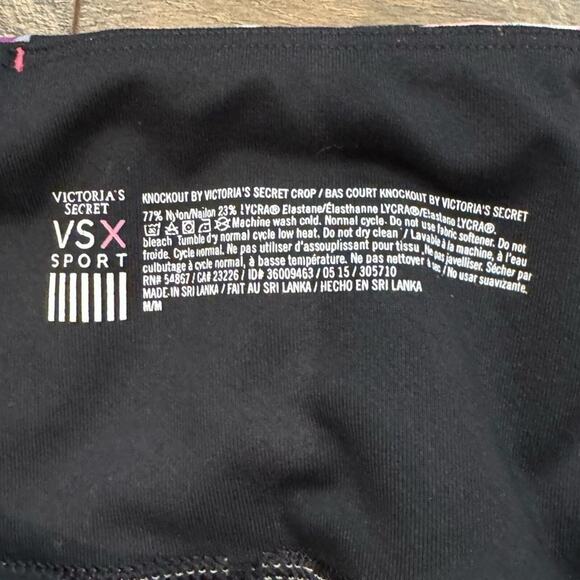 VICTORIA'S
SECRET
VSX
SPORT
KNOCKOUT BY VICTORIA'S SECRET CROP / BAS COURT KNOCKOUT BY VICTORIA'S SECRET
77% Nylon/Nailon 23% LYCRA® Elastane/Élasthanne LYCRA®/Elastano LYCRA®.
Machine wash cold. Normal cycle. Do not use fabric softener. Do not
bleach Tumble dry normal cycle low heat. Do not dry clean / Lavable à la machine, à l'eau
froide. Cycle normal. Ne pas utiliser d'assouplissant pour tissu. Ne pas javelliser. Sécher par
culbutage à cycle normal, à basse température. Ne pas nettoyer à sec / No usar suavizante.
RN# 54867 / CA# 23226 / ID# 36009463 / 05 15 / 305710
MADE IN SRI LANKA / FAIT AU SRI LANKA / HECHO EN SRI LANKA
M/M